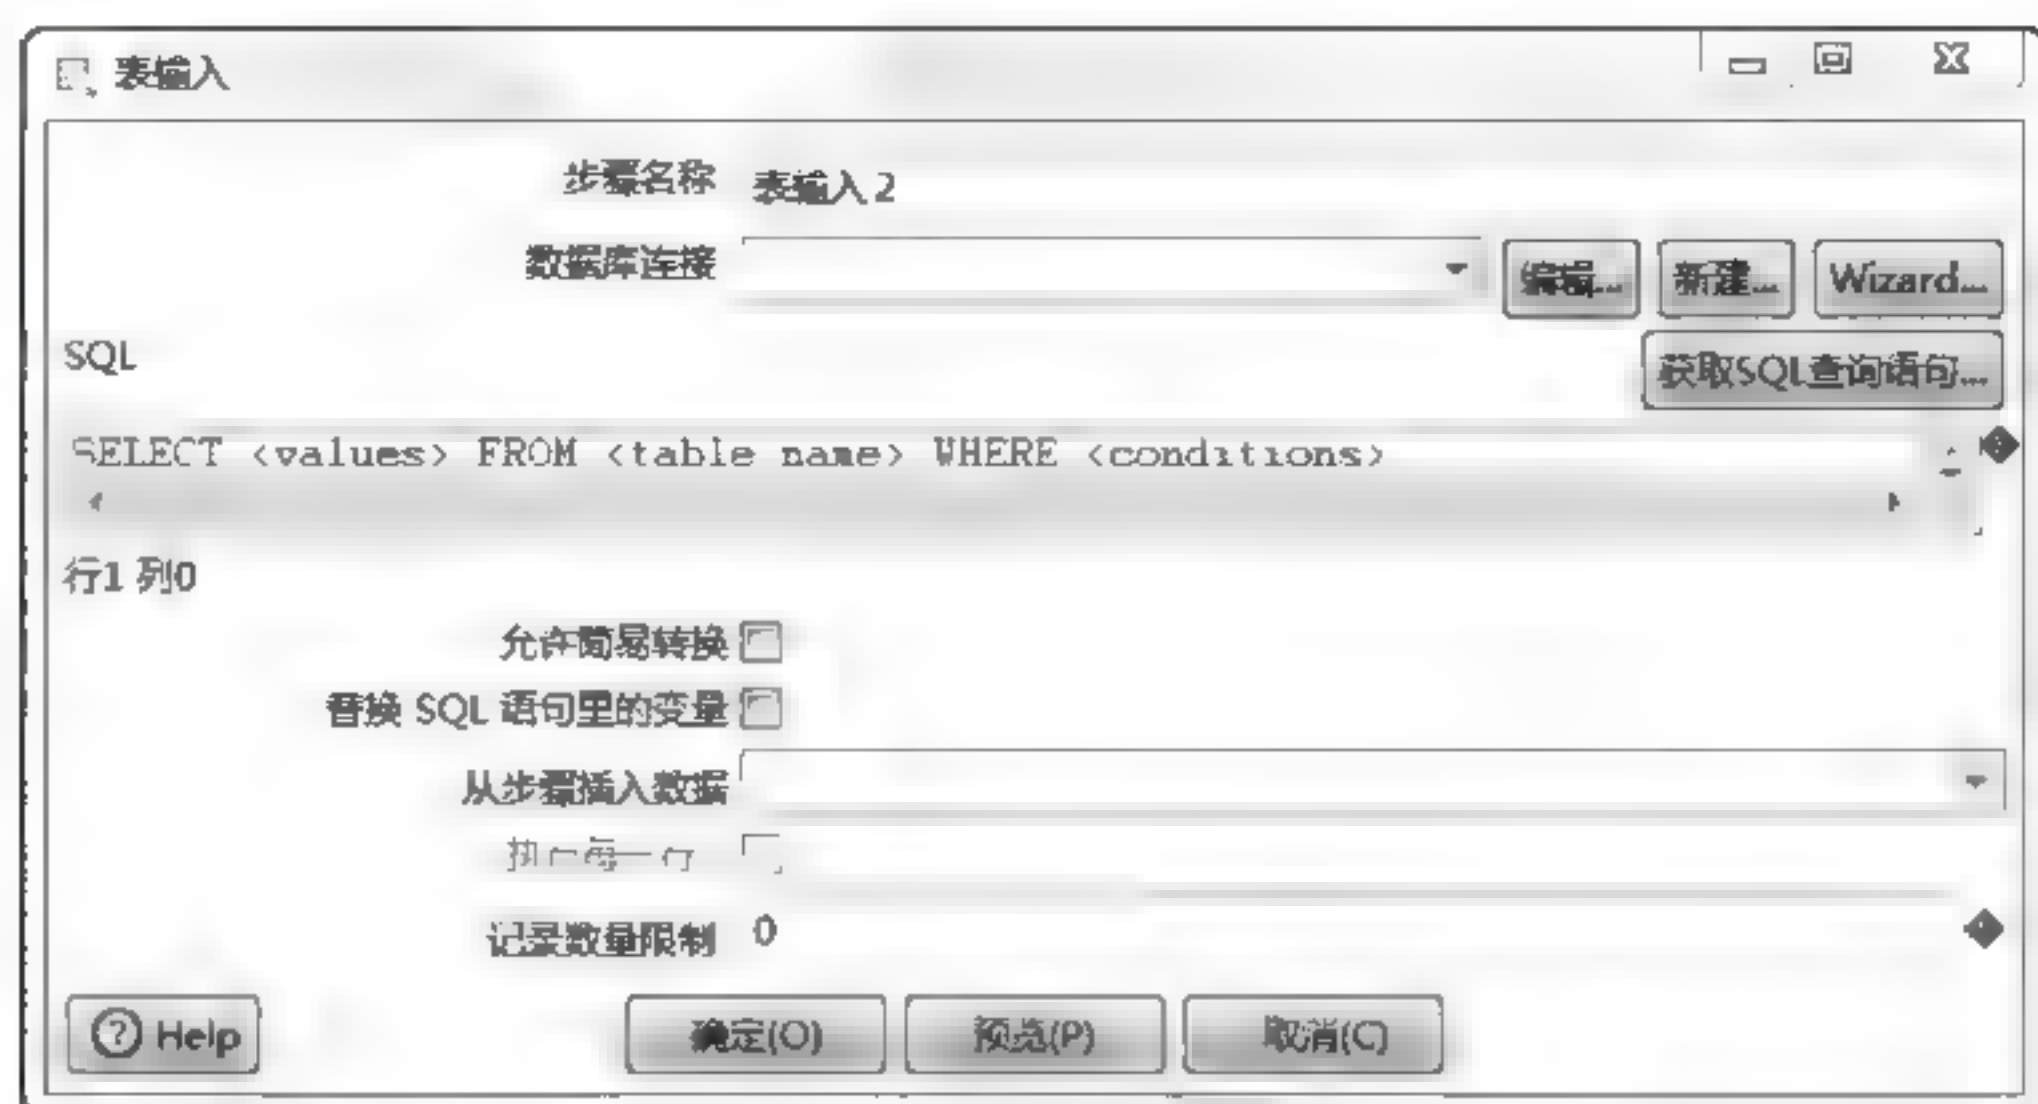 表输入
步骤名称 表输入 2
数据库连接 编辑... 新建... Wizard...
SQL 获取SQL查询语句...
SELECT <values> FROM <table name> WHERE <conditions>
行1 列0
允许简易转换
替换 SQL 语句里的变量
从步骤插入数据
执行每一行
记录数量限制 0
Help 确定(O) 预览(P) 取消(C)